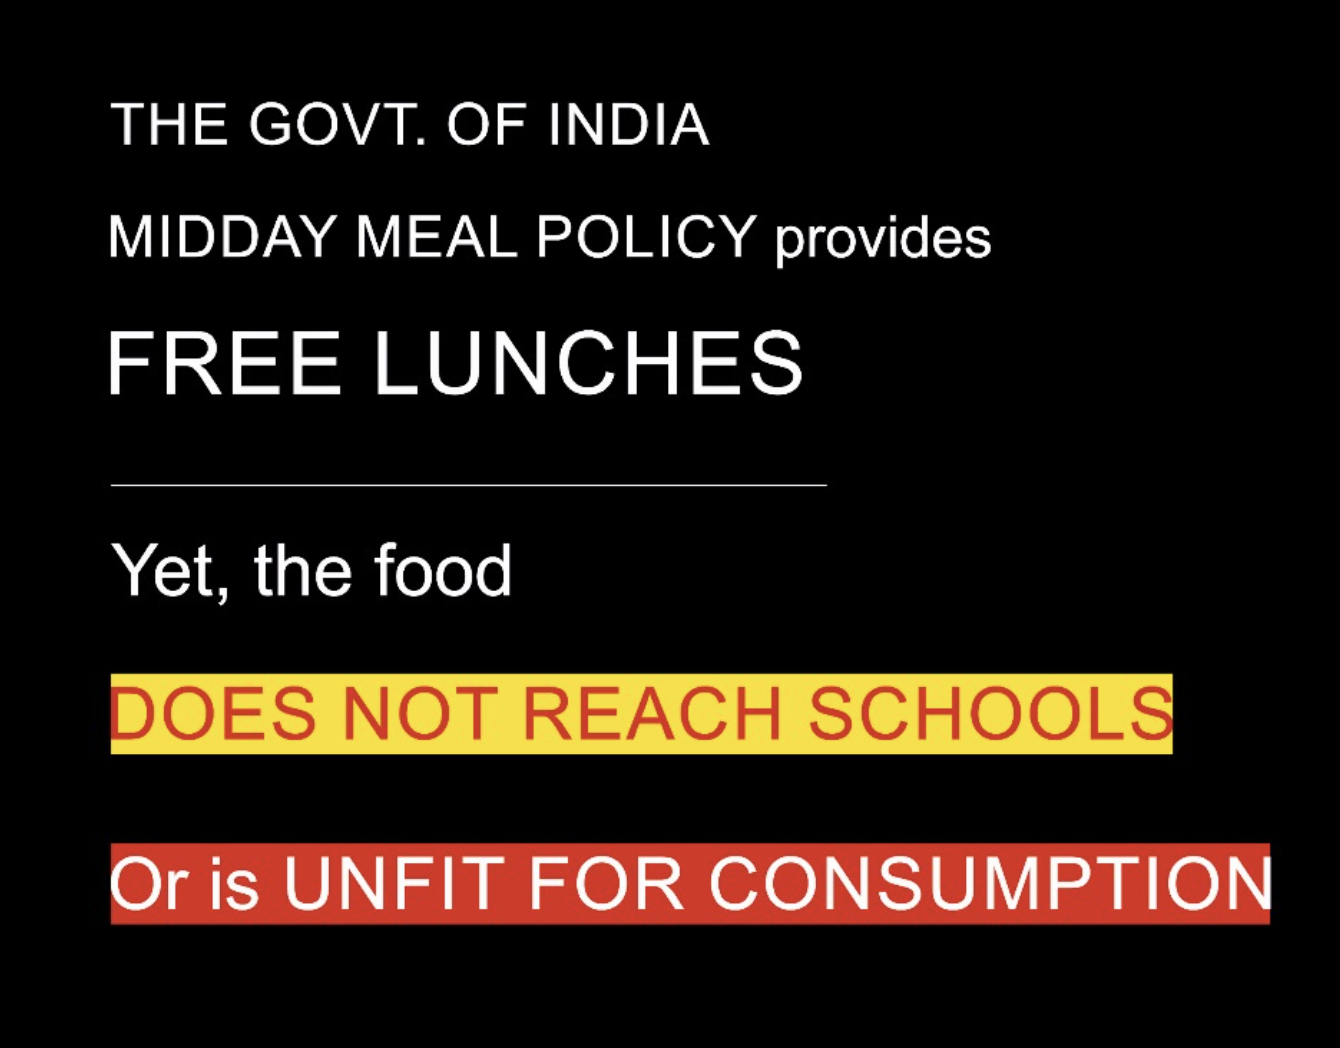 THE GOVT. OF INDIA
MIDDAY MEAL POLICY provides
FREE LUNCHES
Yet, the food
DOES NOT REACH SCHOOLS
Or is UNFIT FOR CONSUMPTION